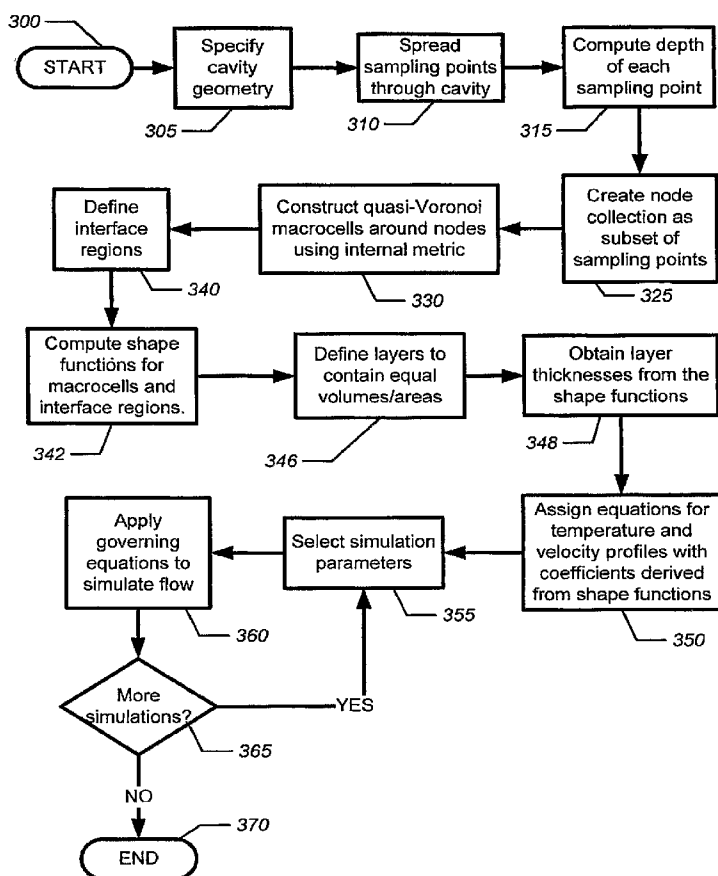 300
START
Specify
cavity
geometry
305
Spread
sampling points
through cavity
310
Compute depth
of each
sampling point
315
Create node
collection as
subset of
sampling points
325
Construct quasi-Voronoi
macrocells around nodes
using internal metric
330
Define
interface
regions
340
Compute shape
functions for
macrocells and
interface regions.
342
Define layers to
contain equal
volumes/areas
346
Obtain layer
thicknesses from the
shape functions
348
Assign equations for
temperature and
velocity profiles with
coefficients derived
from shape functions
350
Select simulation
parameters
355
Apply
governing
equations to
simulate flow
360
More
simulations?
365
YES
NO
END
370